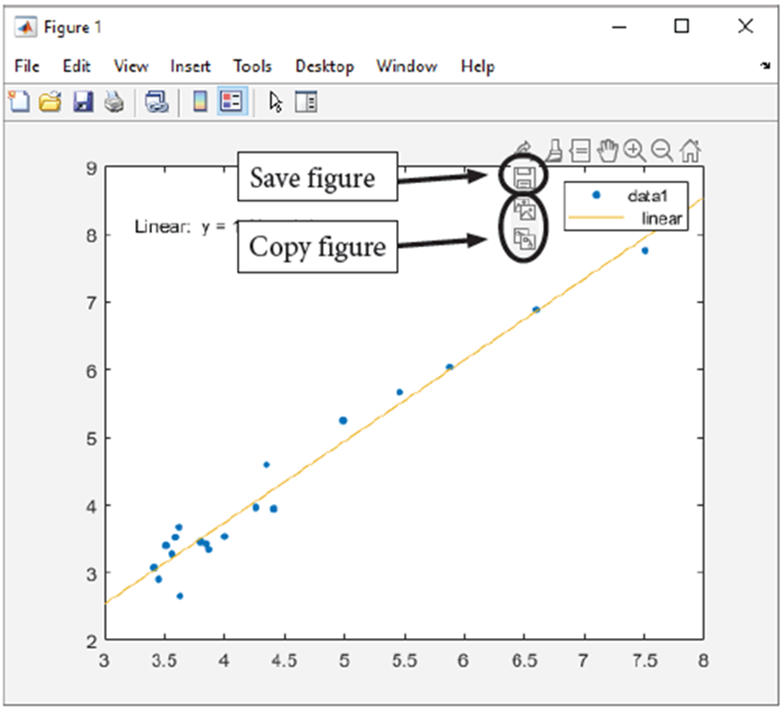 Figure 1
File Edit View Insert Tools Desktop Window Help
Save figure
Linear: y = 1
Copy figure
data1
linear
9
8
7
6
5
4
3
2
3 3.5 4 4.5 5 5.5 6 6.5 7 7.5 8